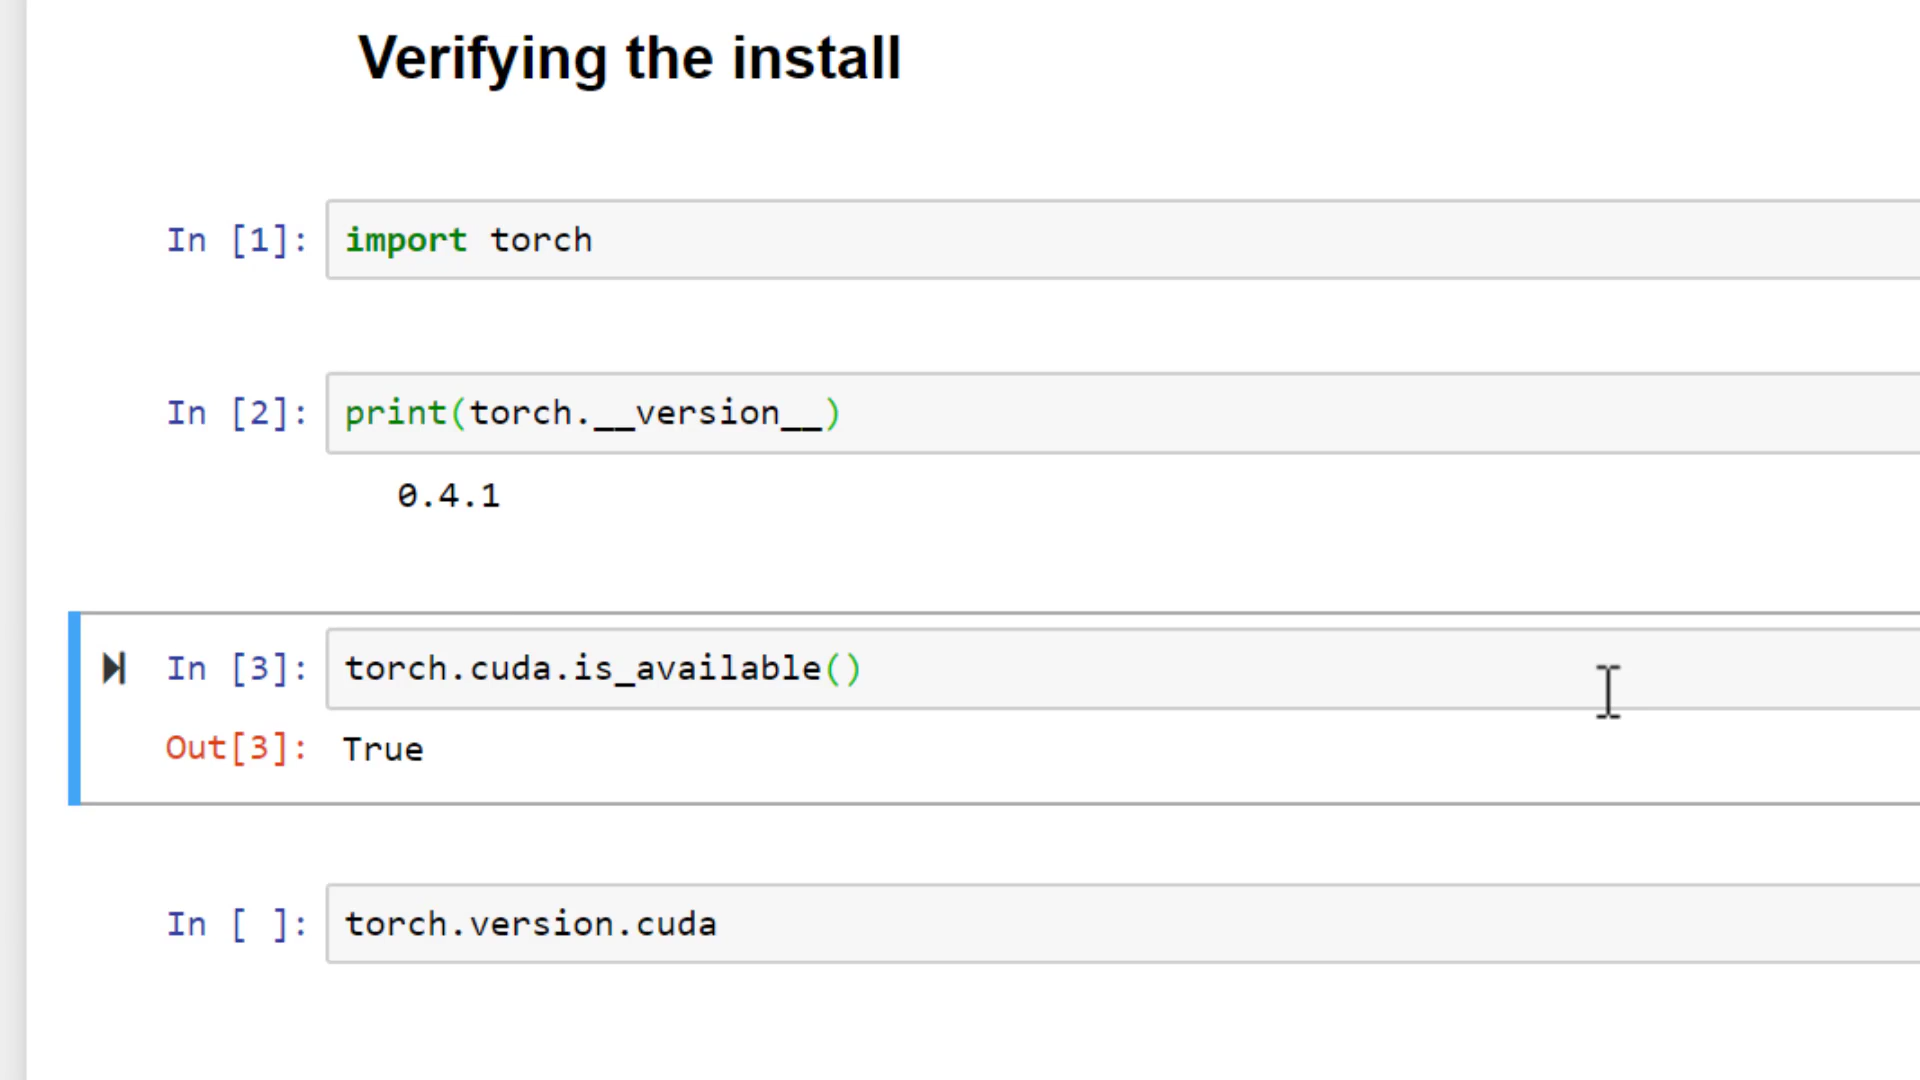 Verifying the install
In [1]: import torch
In [2]: print(torch.__version__)
0.4.1
In [3]: torch.cuda.is_available()
Out[3]: True
In [ ]: torch.version.cuda